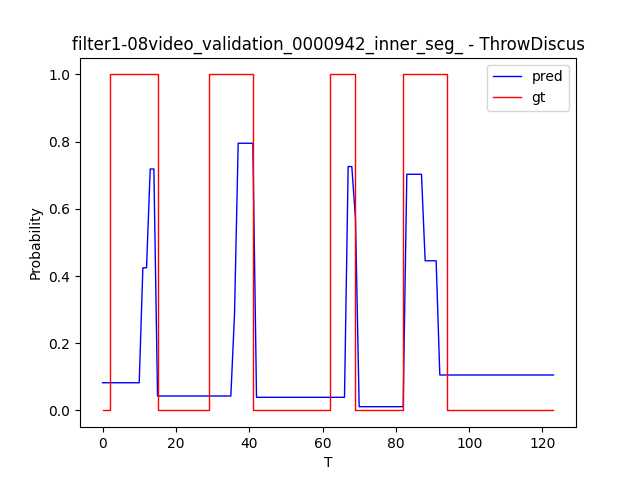 filter1-08video_validation_0000942_inner_seg_ - ThrowDiscus
pred
gt
Probability
1.0
0.8
0.6
0.4
0.2
0.0
0 20 40 60 80 100 120
T